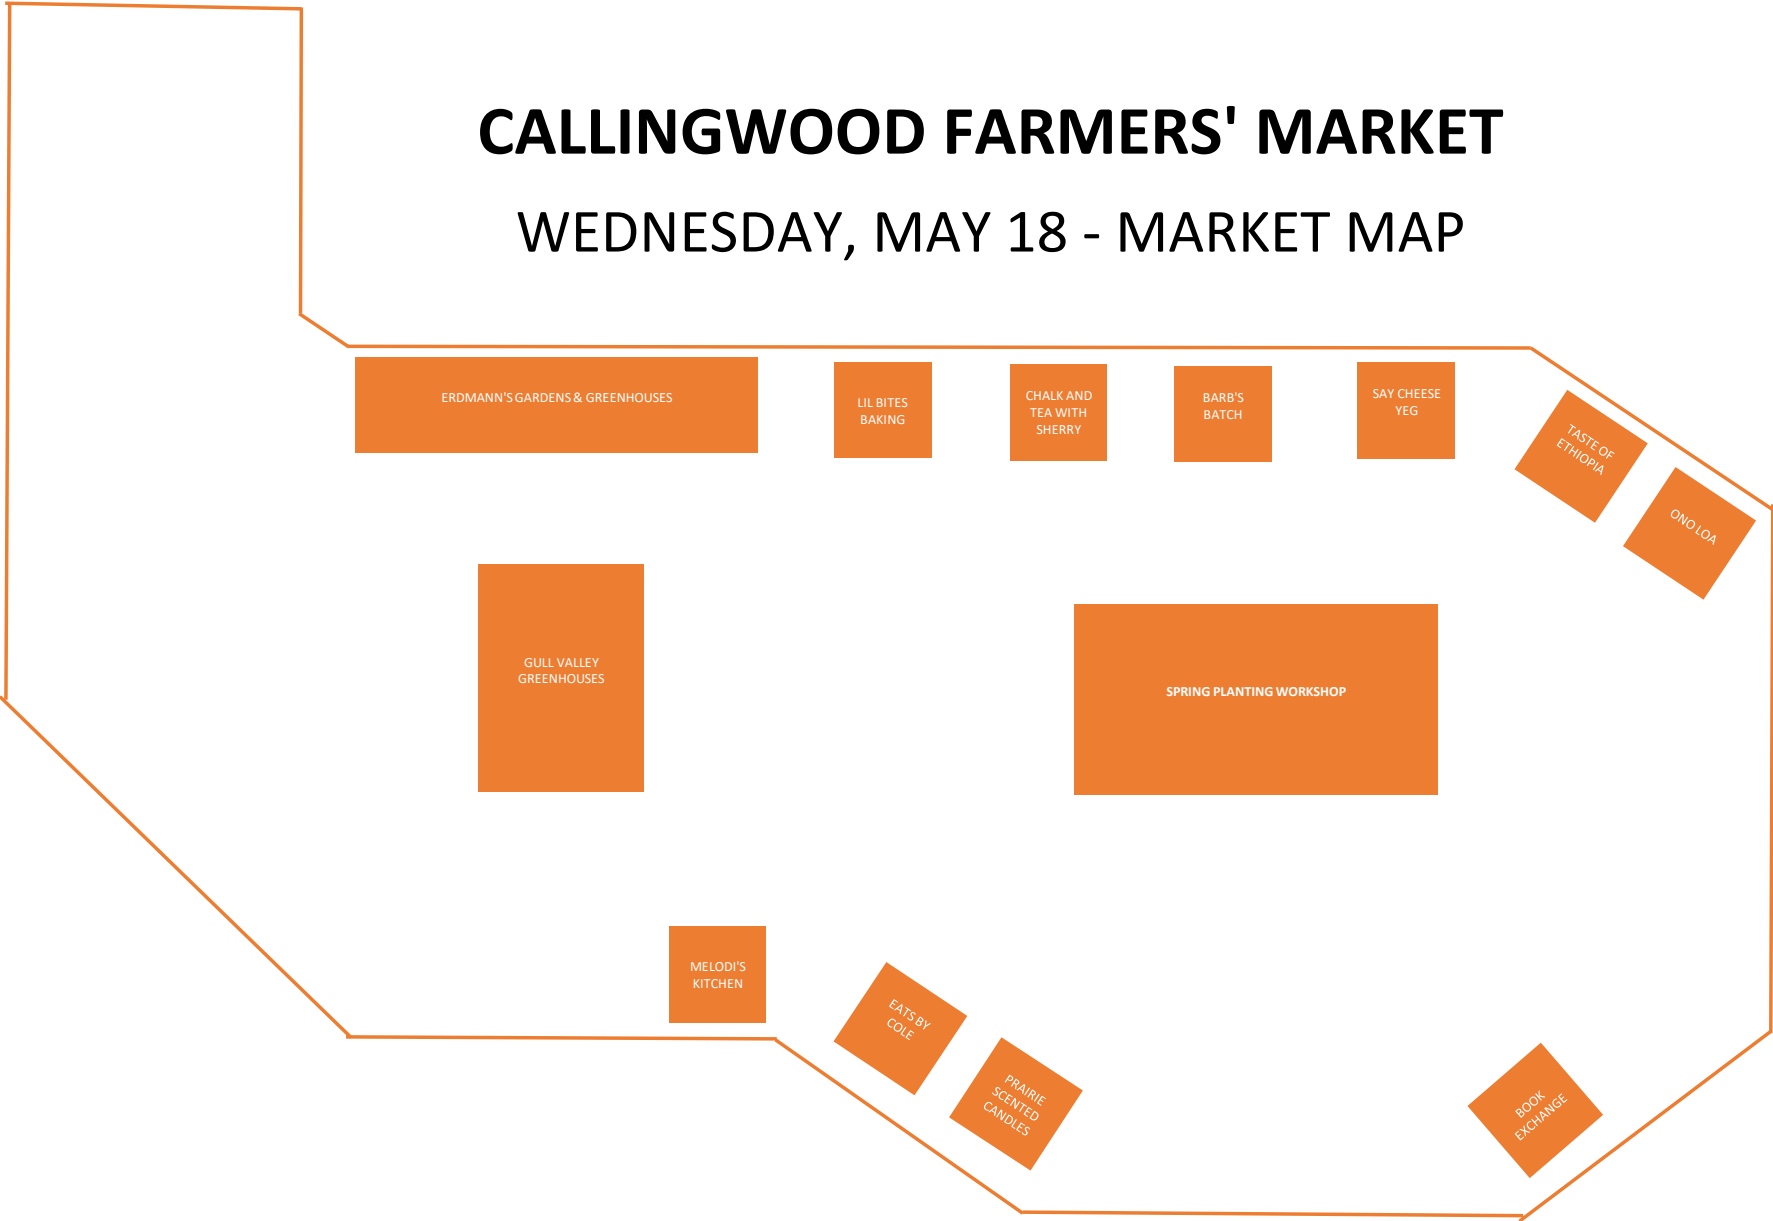 CALLINGWOOD FARMERS' MARKET
WEDNESDAY, MAY 18 - MARKET MAP
ERDMANN'S GARDENS & GREENHOUSES
LIL BITES
BAKING
CHALK AND
TEA WITH
SHERRY
BARB'S
BATCH
SAY CHEESE
YEG
TASTE OF
ETHIOPIA
ONO LOA
GULL VALLEY
GREENHOUSES
SPRING PLANTING WORKSHOP
MELODI'S
KITCHEN
EATS BY
COLE
PRAIRIE
SCENTED
CANDLES
BOOK
EXCHANGE